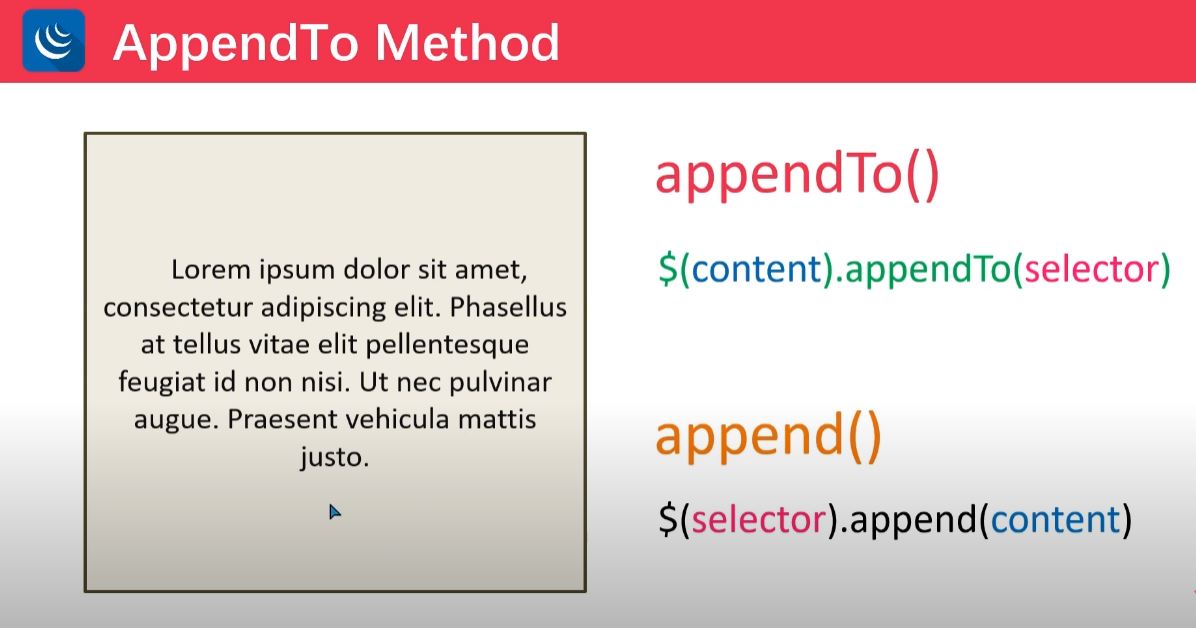 AppendTo Method
Lorem ipsum dolor sit amet,
consectetur adipiscing elit. Phasellus
at tellus vitae elit pellentesque
feugiat id non nisi. Ut nec pulvinar
augue. Praesent vehicula mattis
justo.
appendTo()
$(content).appendTo(selector)
append()
$(selector).append(content)